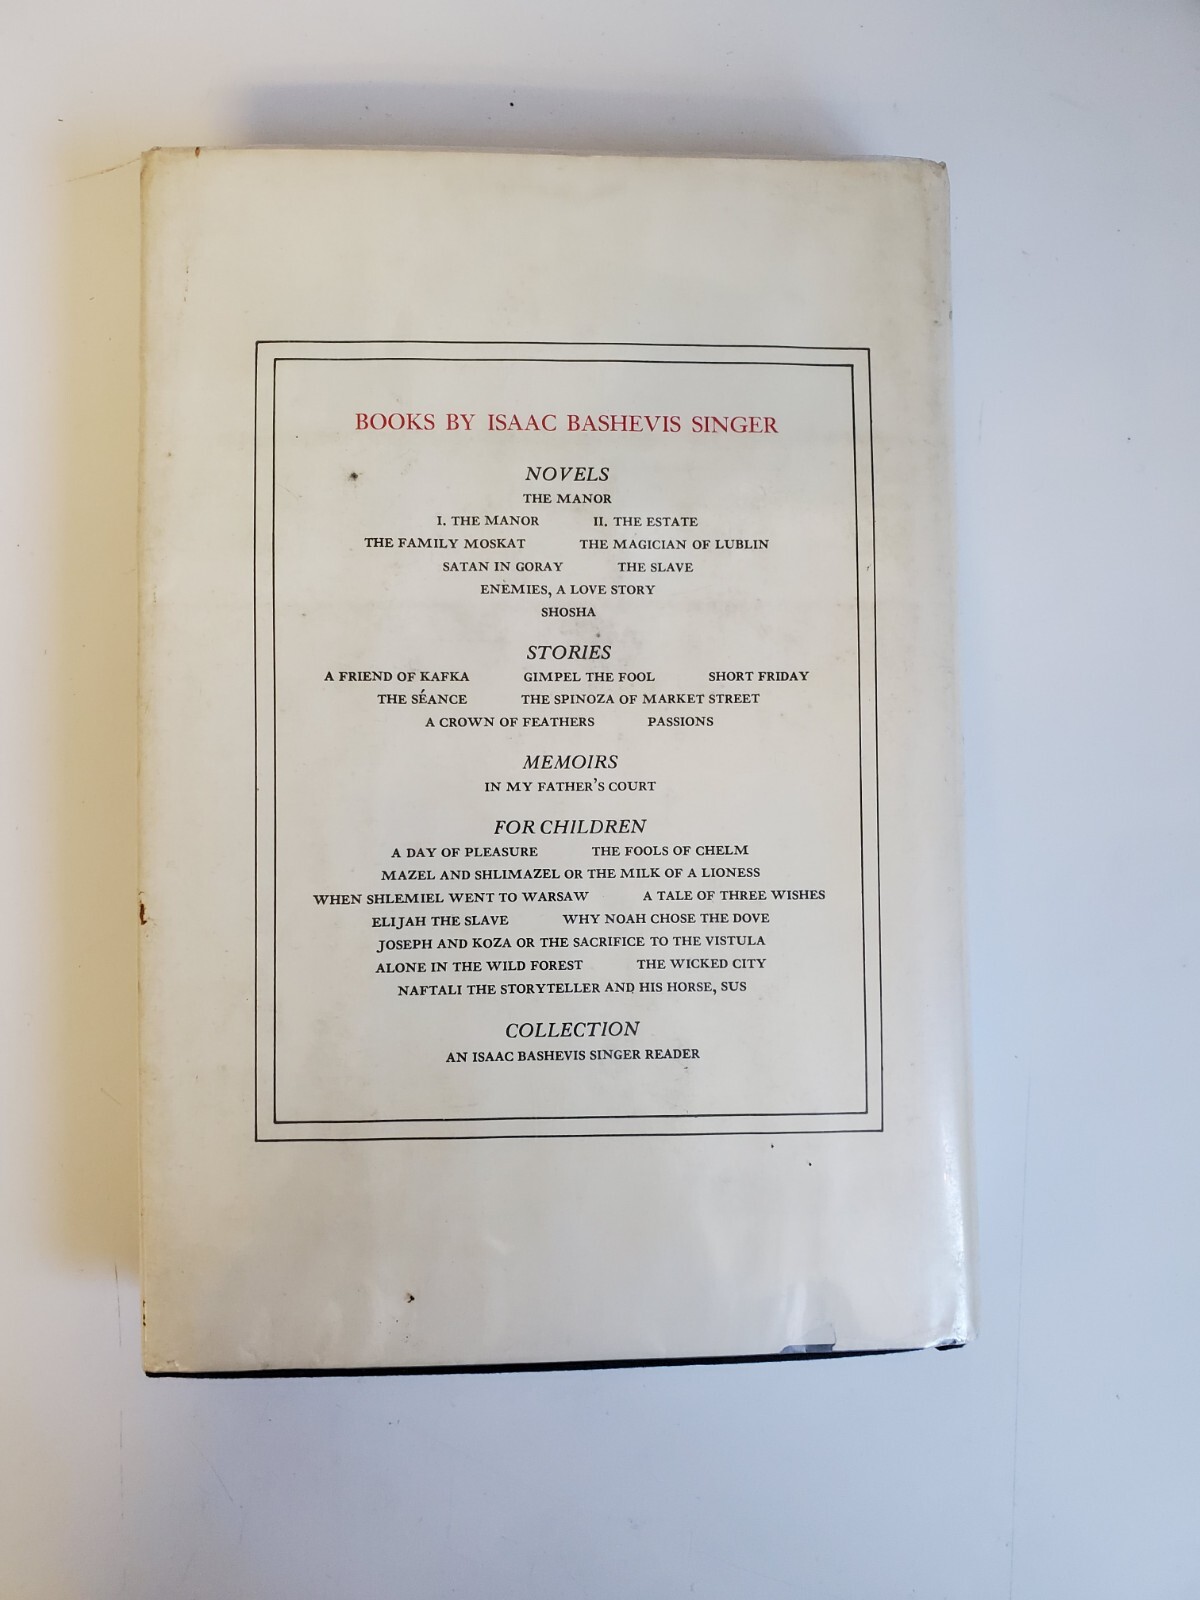 BOOKS BY ISAAC BASHEVIS SINGER
NOVELS
THE MANOR
I. THE MANOR II. THE ESTATE
THE FAMILY MOSKAT THE MAGICIAN OF LUBLIN
SATAN IN GORAY THE SLAVE
ENEMIES, A LOVE STORY
SHOSHA
STORIES
A FRIEND OF KAFKA GIMPEL THE FOOL SHORT FRIDAY
THE SÉANCE THE SPINOZA OF MARKET STREET
A CROWN OF FEATHERS PASSIONS
MEMOIRS
IN MY FATHER'S COURT
FOR CHILDREN
A DAY OF PLEASURE THE FOOLS OF CHELM
MAZEL AND SHLIMAZEL OR THE MILK OF A LIONESS
WHEN SHLEMIEL WENT TO WARSAW A TALE OF THREE WISHES
ELIJAH THE SLAVE WHY NOAH CHOSE THE DOVE
JOSEPH AND KOZA OR THE SACRIFICE TO THE VISTULA
ALONE IN THE WILD FOREST THE WICKED CITY
NAFTALI THE STORYTELLER AND HIS HORSE, SUS
COLLECTION
AN ISAAC BASHEVIS SINGER READER